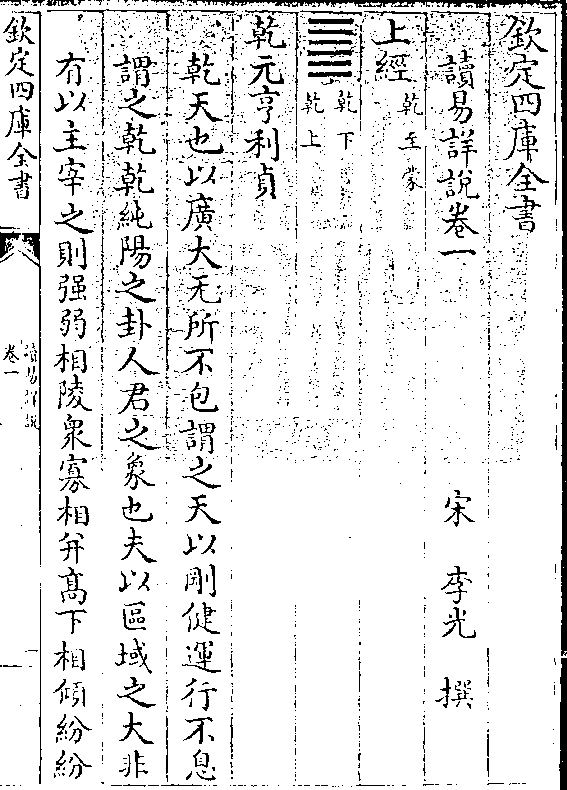 欽定四庫全書
讀易詳說卷一
宋 李光 撰
上經 乾至蒙
䷀ 乾下
乾上
乾元亨利貞
乾天也以廣大无所不包謂之天以剛健運行不息
謂之乾乾純陽之卦人君之象也夫以區域之大非
有以主宰之則强弱相陵衆寡相弁高下相傾紛紛
欽定四庫全書
讀易詳說
卷一
一